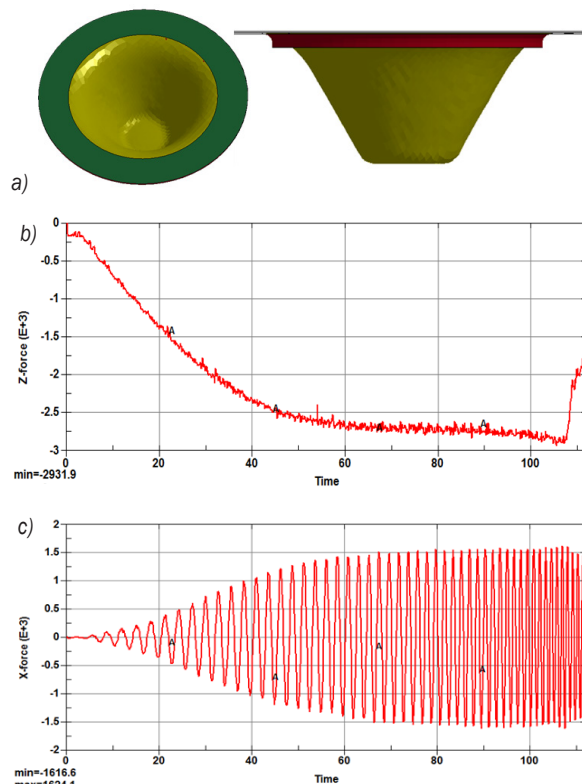 a)
b)
0
-0.5
-1
-1.5
-2
-2.5
-3
Z-force (E+3)
A
A
A
A
0
20
40
60
80
100
min=-2931.9
Time
c)
2
1.5
1
0.5
0
-0.5
-1
-1.5
-2
X-force (E+3)
A
A
A
A
0
20
40
60
80
100
min=-1616.6
Time